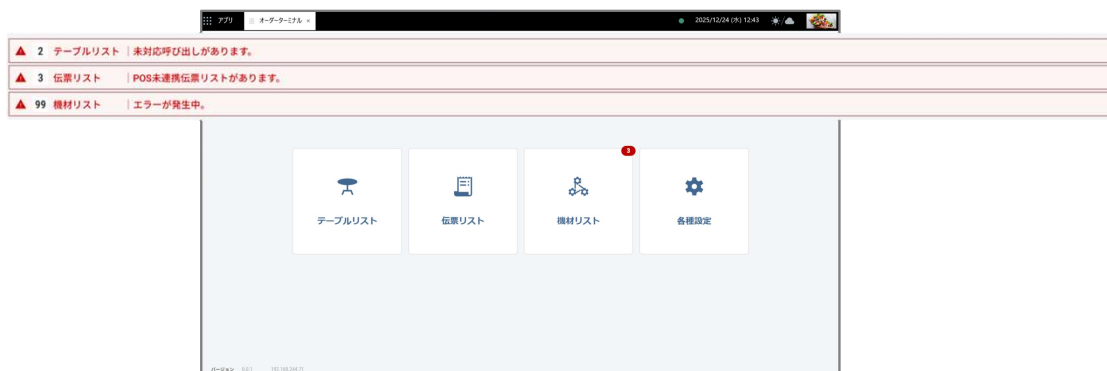 アプリ オーダーターミナル × 2025/12/24 (水) 12:43
2 テーブルリスト | 未対応呼び出しがあります。
3 伝票リスト | POS未連携伝票リストがあります。
99 機材リスト | エラーが発生中。
3
テーブルリスト 伝票リスト 機材リスト 各種設定
バージョン